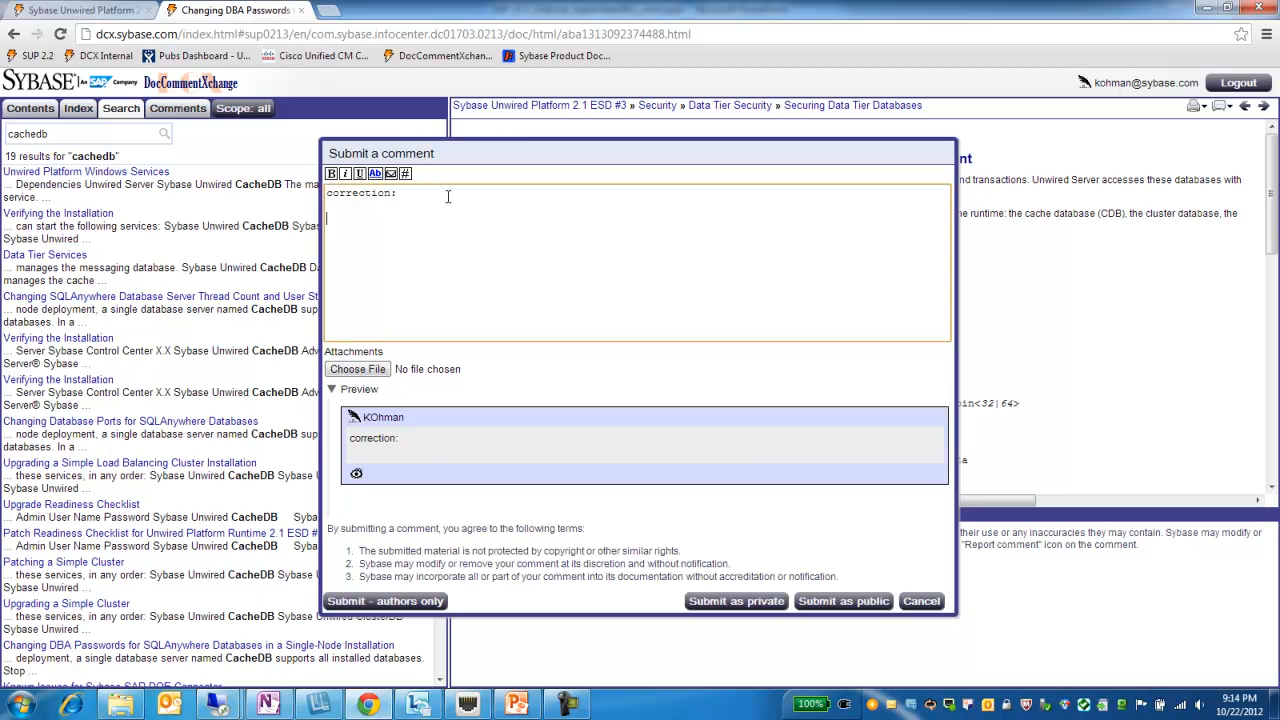 Sybase Unwired Platform
Changing DBA Passwords
dcx.sybase.com/index.html#sup0213/en/com.sybase.infocenter.dc01703.0213/doc/html/aba1313092374488.html
SUP 2.2
DCX Internal
Pubs Dashboard - U...
Cisco Unified CM C...
DocCommentXchan...
Sybase Product Doc...
SYBASE An SAP Company
DocCommentXchange
kohman@sybase.com
Logout
Contents
Index
Search
Comments
Scope: all
Sybase Unwired Platform 2.1 ESD #3 » Security » Data Tier Security » Securing Data Tier Databases
cachedb
19 results for "cachedb"
Unwired Platform Windows Services
... Dependencies Unwired Server Sybase Unwired CacheDB The ma
service. ...
Verifying the Installation
... can start the following services: Sybase Unwired CacheDB Sybas
Sybase Unwired ...
Data Tier Services
... manages the messaging database. Sybase Unwired CacheDB D
manages the cache ...
Changing SQLAnywhere Database Server Thread Count and User St
... node deployment, a single database server named CacheDB sup
databases. In a ...
Verifying the Installation
... Server Sybase Control Center X.X Sybase Unwired CacheDB Adv
Server® Sybase ...
Verifying the Installation
... Server Sybase Control Center X.X Sybase Unwired CacheDB Adv
Server® Sybase ...
Changing Database Ports for SQLAnywhere Databases
... node deployment, a single database server named CacheDB sup
databases. In a ...
Upgrading a Simple Load Balancing Cluster Installation
... these services, in any order: Sybase Unwired CacheDB Sybase U
Sybase Unwired ...
Upgrade Readiness Checklist
... Admin User Name Password Sybase Unwired CacheDB Sybas
Patch Readiness Checklist for Unwired Platform Runtime 2.1 ESD #
... Admin User Name Password Sybase Unwired CacheDB Sybas
Patching a Simple Cluster
... these services, in any order: Sybase Unwired CacheDB Sybase U
Sybase Unwired ...
Upgrading a Simple Cluster
... these services, in any order: Sybase Unwired CacheDB Sybase Unwired ClusterDB
Sybase Unwired ...
Changing DBA Passwords for SQLAnywhere Databases in a Single-Node Installation
... deployment, a single database server named CacheDB supports all installed databases.
Stop ...
Known Issues for Sybase SAP DOE Connector
Submit a comment
B i U Ab #
correction:
Attachments
Choose File No file chosen
Preview
KOhman
correction:
By submitting a comment, you agree to the following terms:
1. The submitted material is not protected by copyright or other similar rights.
2. Sybase may modify or remove your comment at its discretion and without notification.
3. Sybase may incorporate all or part of your comment into its documentation without accreditation or notification.
Submit - authors only
Submit as private
Submit as public
Cancel
nt
nd transactions. Unwired Server accesses these databases with
he runtime: the cache database (CDB), the cluster database, the
bin<32|64>
a
their use or any inaccuracies they may contain. Sybase may modify or
"Report comment" icon on the comment.
100%
9:14 PM
10/22/2012